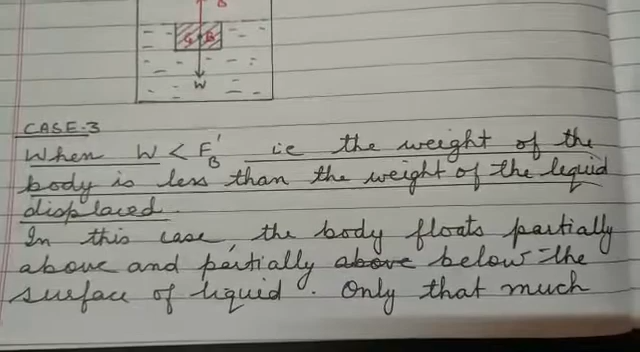 B
G B
W
CASE-3
When W < F'B ie the weight of the
body is less than the weight of the liquid
displaced.
In this case, the body floats partially
above and partially above below the
surface of liquid. Only that much